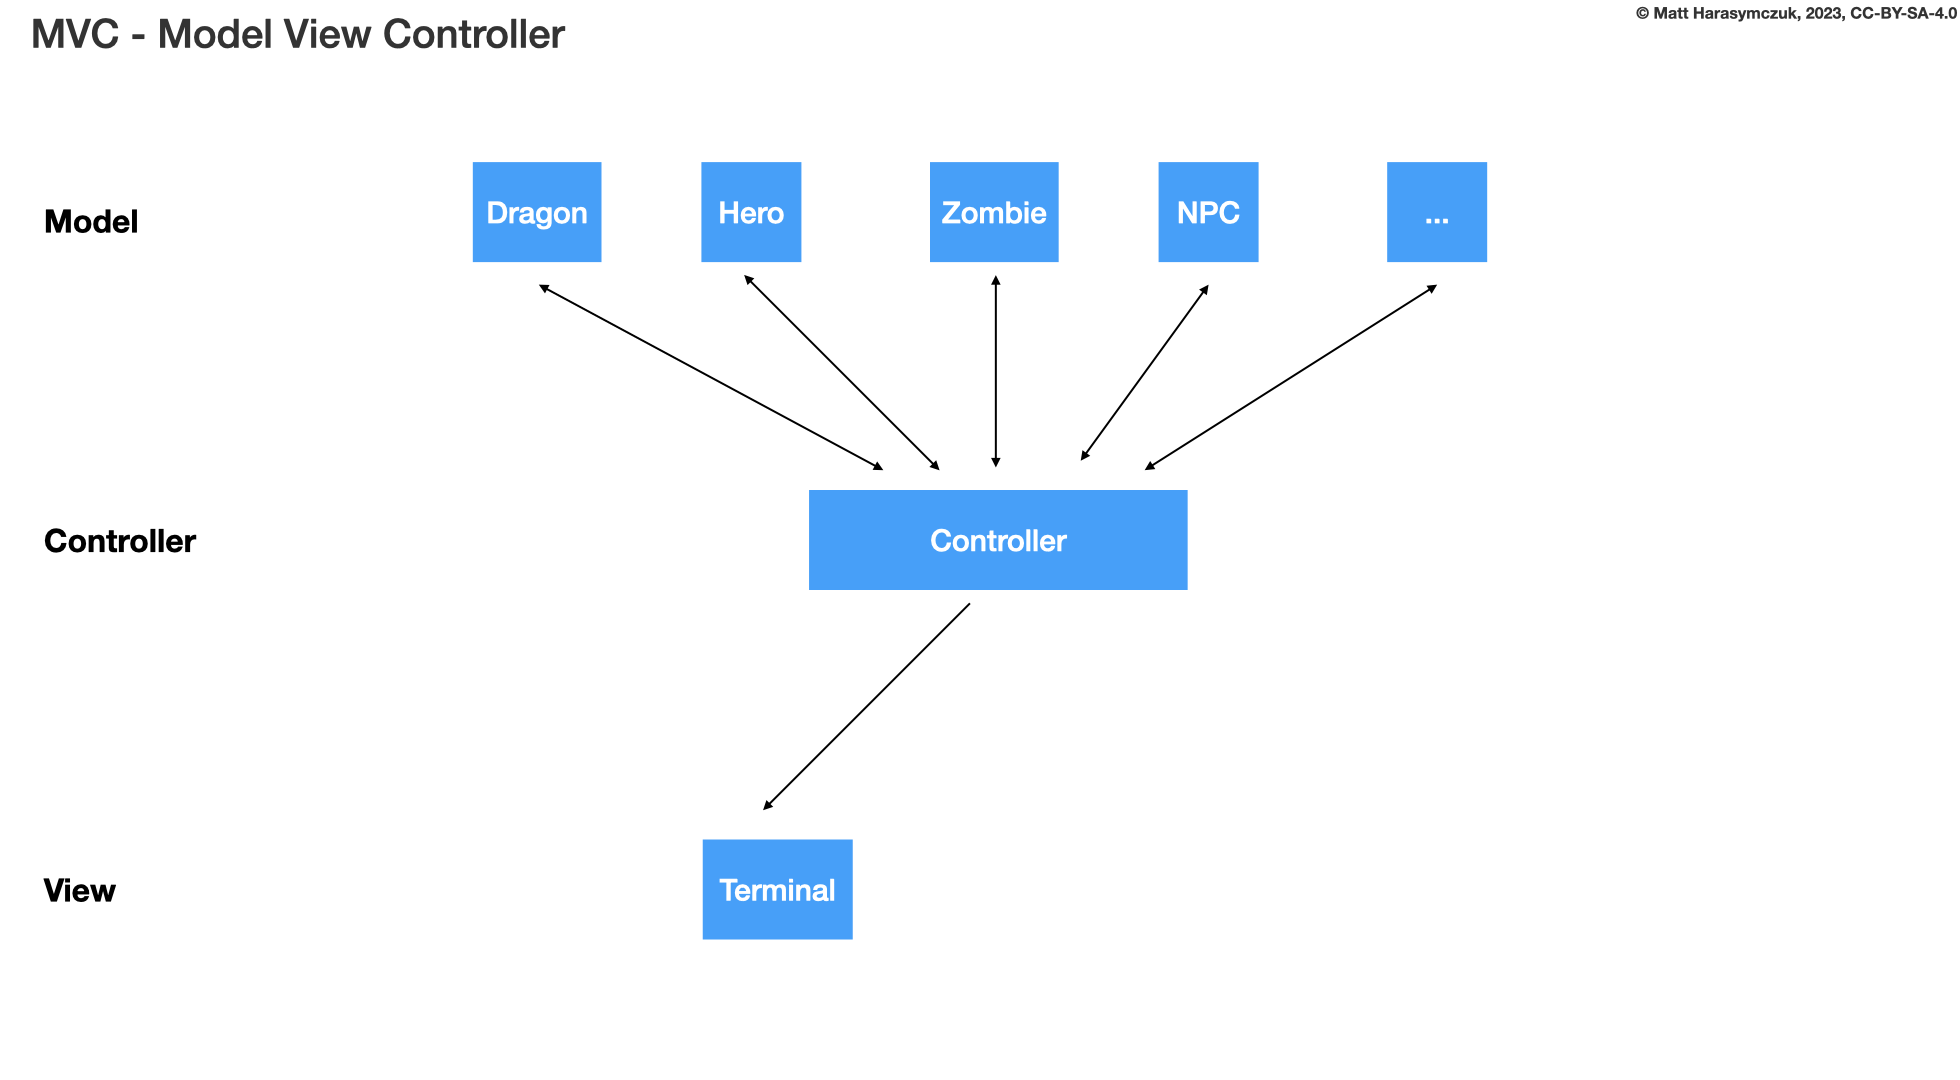 © Matt Harasymczuk, 2023, CC-BY-SA-4.0
MVC - Model View Controller
Model
Dragon
Hero
Zombie
NPC
...
Controller
Controller
View
Terminal